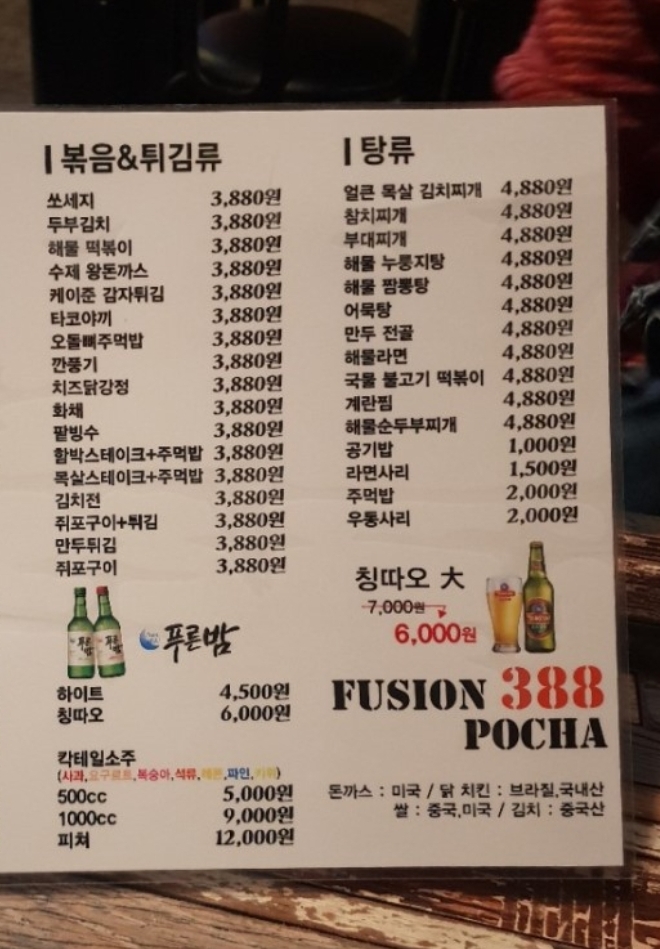 볶음&튀김류
쏘세지 3,880원
두부김치 3,880원
해물 떡볶이 3,880원
수제 왕돈까스 3,880원
케이준 감자튀김 3,880원
타코야끼 3,880원
오돌뼈주먹밥 3,880원
깐풍기 3,880원
치즈닭강정 3,880원
화채 3,880원
팥빙수 3,880원
함박스테이크+주먹밥 3,880원
목살스테이크+주먹밥 3,880원
김치전 3,880원
쥐포구이+튀김 3,880원
만두튀김 3,880원
쥐포구이 3,880원
푸른밤
하이트 4,500원
칭따오 6,000원
칵테일소주
(사과,요구르트,복숭아,석류,레몬,파인,키위)
500cc 5,000원
1000cc 9,000원
피쳐 12,000원
탕류
얼큰 목살 김치찌개 4,880원
참치찌개 4,880원
부대찌개 4,880원
해물 누룽지탕 4,880원
해물 짬뽕탕 4,880원
어묵탕 4,880원
만두 전골 4,880원
해물라면 4,880원
국물 불고기 떡볶이 4,880원
계란찜 4,880원
해물순두부찌개 4,880원
공기밥 1,000원
라면사리 1,500원
주먹밥 2,000원
우동사리 2,000원
칭따오 大
7,000원
6,000원
FUSION 388
POCHA
돈까스 : 미국 / 닭 치킨 : 브라질,국내산
쌀 : 중국,미국 / 김치 : 중국산